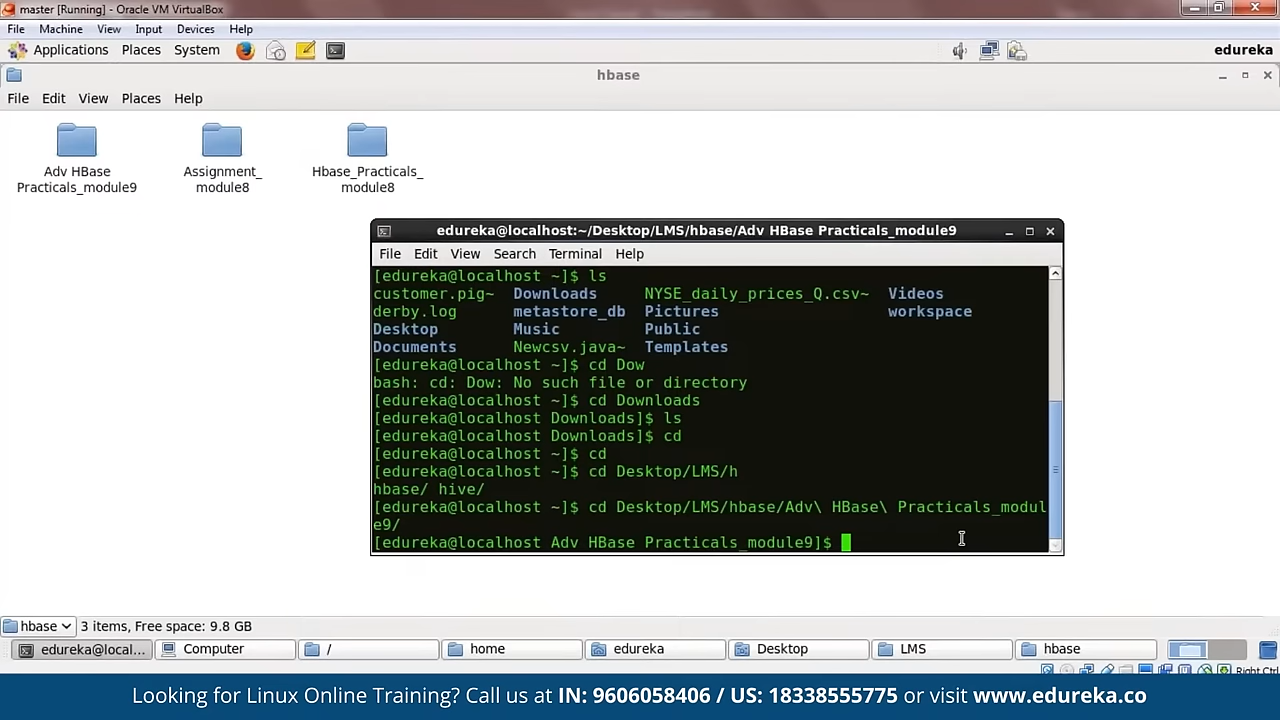 master [Running] - Oracle VM VirtualBox
File Machine View Input Devices Help
Applications Places System edureka
hbase
File Edit View Places Help
Adv HBase
Practicals_module9
Assignment_
module8
Hbase_Practicals_
module8
edureka@localhost:~/Desktop/LMS/hbase/Adv HBase Practicals_module9
File Edit View Search Terminal Help
[edureka@localhost ~]$ ls
customer.pig~ Downloads NYSE_daily_prices_Q.csv~ Videos
derby.log metastore_db Pictures workspace
Desktop Music Public
Documents Newcsv.java~ Templates
[edureka@localhost ~]$ cd Dow
bash: cd: Dow: No such file or directory
[edureka@localhost ~]$ cd Downloads
[edureka@localhost Downloads]$ ls
[edureka@localhost Downloads]$ cd
[edureka@localhost ~]$ cd
[edureka@localhost ~]$ cd Desktop/LMS/h
hbase/ hive/
[edureka@localhost ~]$ cd Desktop/LMS/hbase/Adv\ HBase\ Practicals_modul
e9/
[edureka@localhost Adv HBase Practicals_module9]$
hbase 3 items, Free space: 9.8 GB
edureka@local... Computer / home edureka Desktop LMS hbase
Right Ctrl
Looking for Linux Online Training? Call us at IN: 9606058406 / US: 18338555775 or visit www.edureka.co